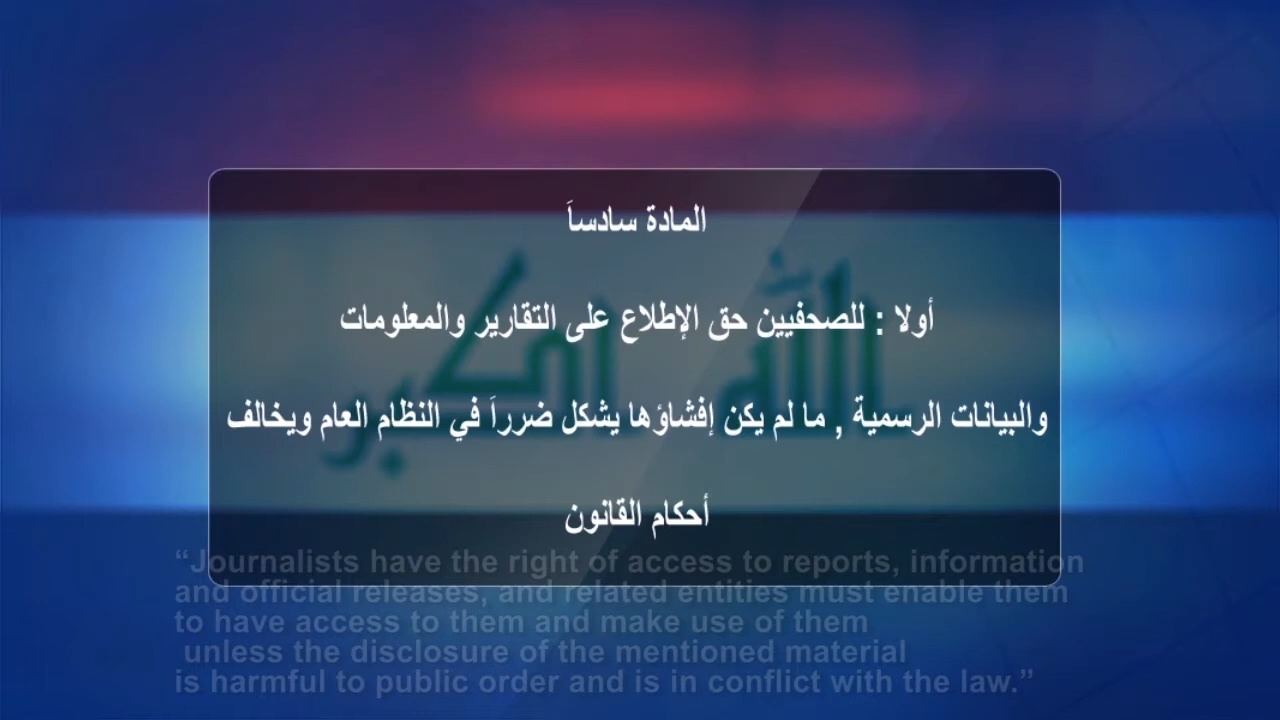 المادة سادساَ
أولا : للصحفيين حق الإطلاع على التقارير والمعلومات
والبيانات الرسمية , ما لم يكن إفشاؤها يشكل ضرراَ في النظام العام ويخالف
أحكام القانون
الله اكبر
“Journalists have the right of access to reports, information
and official releases, and related entities must enable them
to have access to them and make use of them
unless the disclosure of the mentioned material
is harmful to public order and is in conflict with the law.”